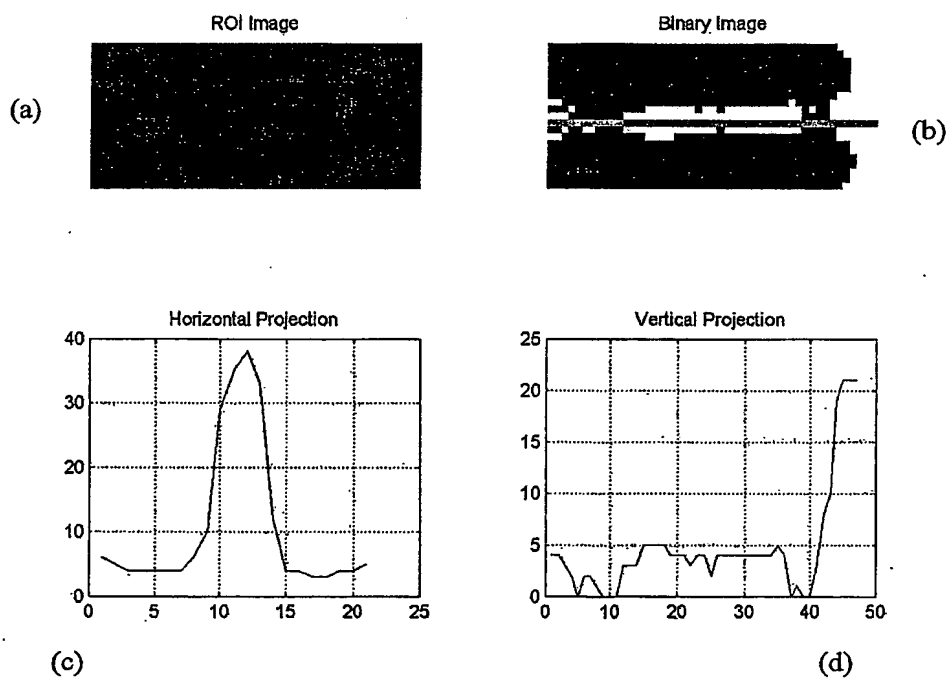 ROI Image
Binary Image
(a)
(b)
Horizontal Projection
Vertical Projection
40
30
20
10
0
0 5 10 15 20 25
25
20
15
10
5
0
0 10 20 30 40 50
(c)
(d)